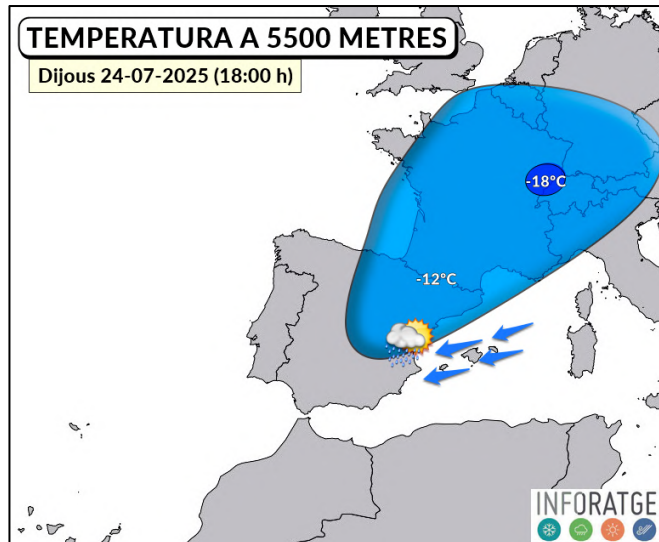 TEMPERATURA A 5500 METRES
Dijous 24-07-2025 (18:00 h)
-18°C
-12°C
INFORATGE